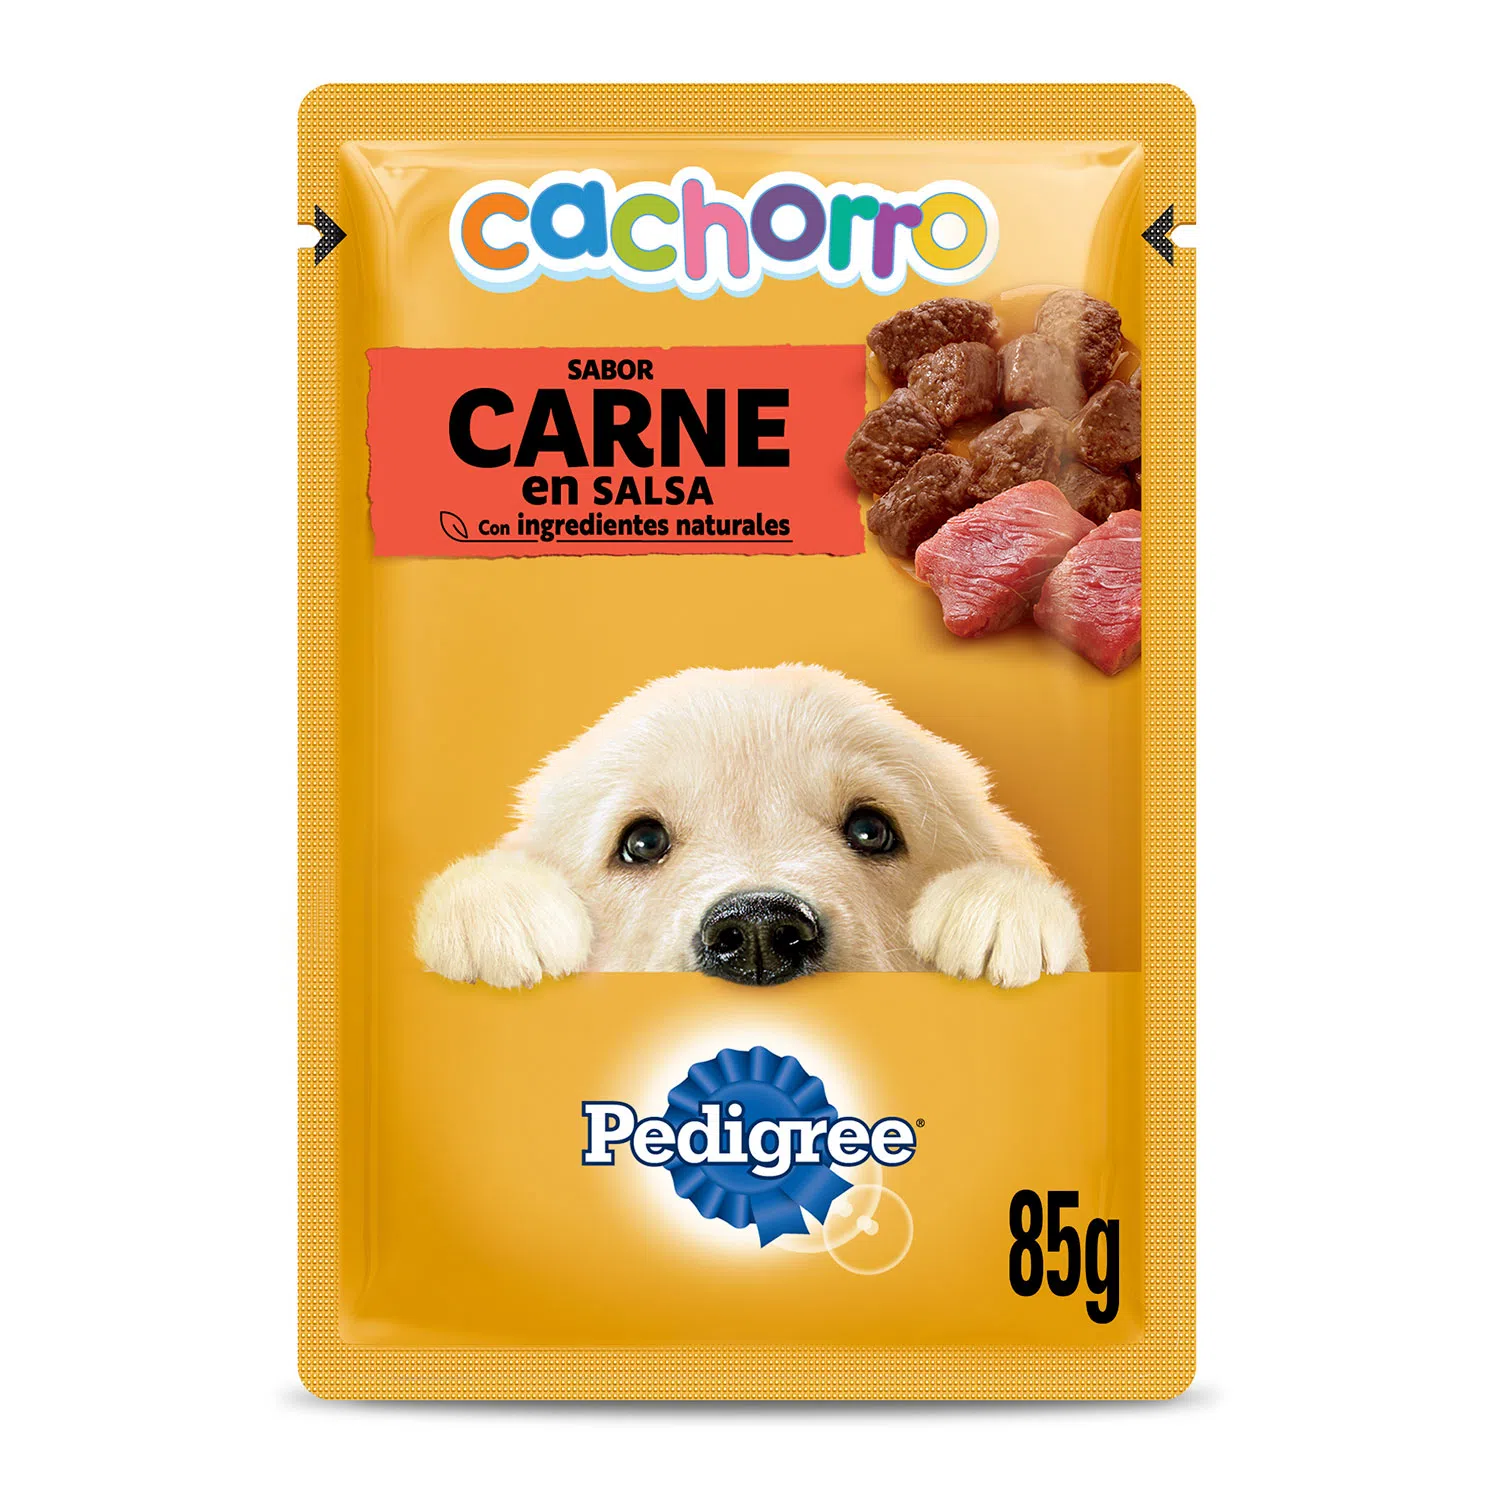 cachorro
SABOR
CARNE
en SALSA
Con ingredientes naturales
Pedigree®
85g